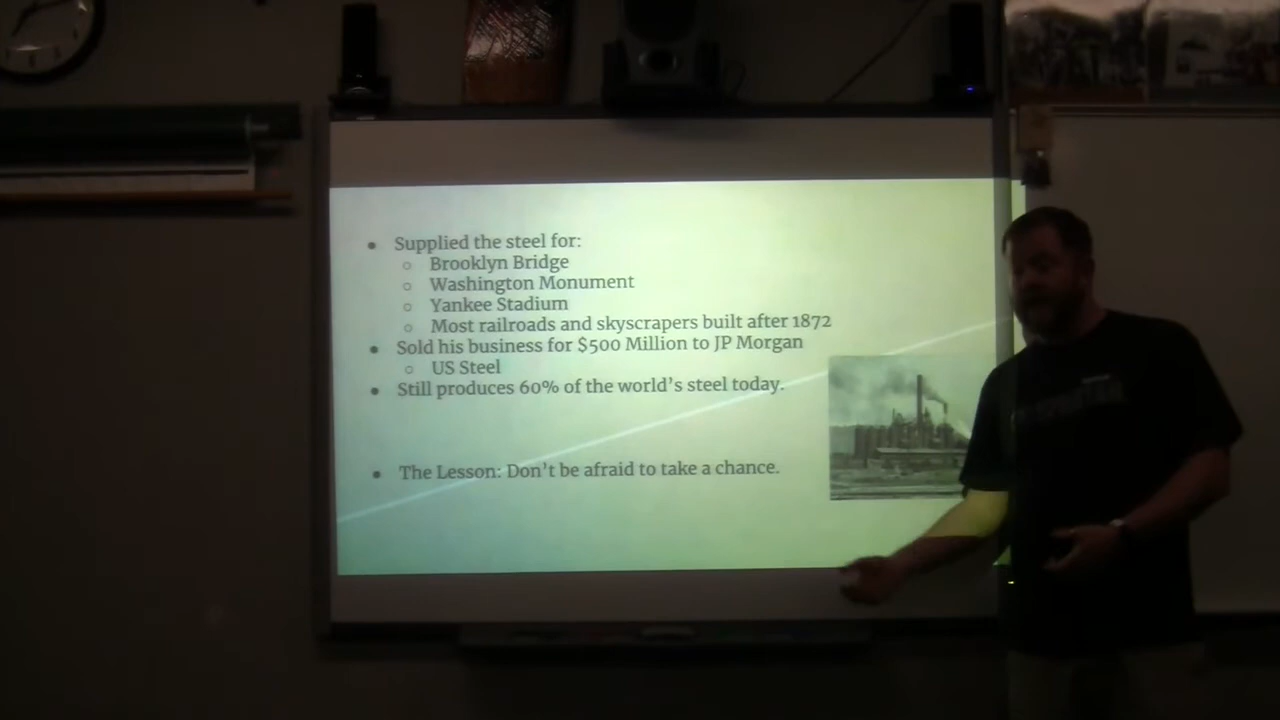 • Supplied the steel for:
○ Brooklyn Bridge
○ Washington Monument
○ Yankee Stadium
○ Most railroads and skyscrapers built after 1872
• Sold his business for $500 Million to JP Morgan
○ US Steel
• Still produces 60% of the world's steel today.
• The Lesson: Don't be afraid to take a chance.